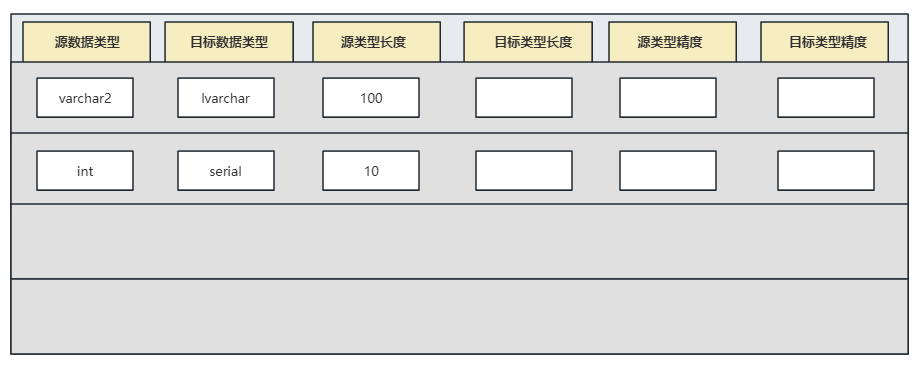 源数据类型 目标数据类型 源类型长度 目标类型长度 源类型精度 目标类型精度
varchar2 lvarchar 100
int serial 10